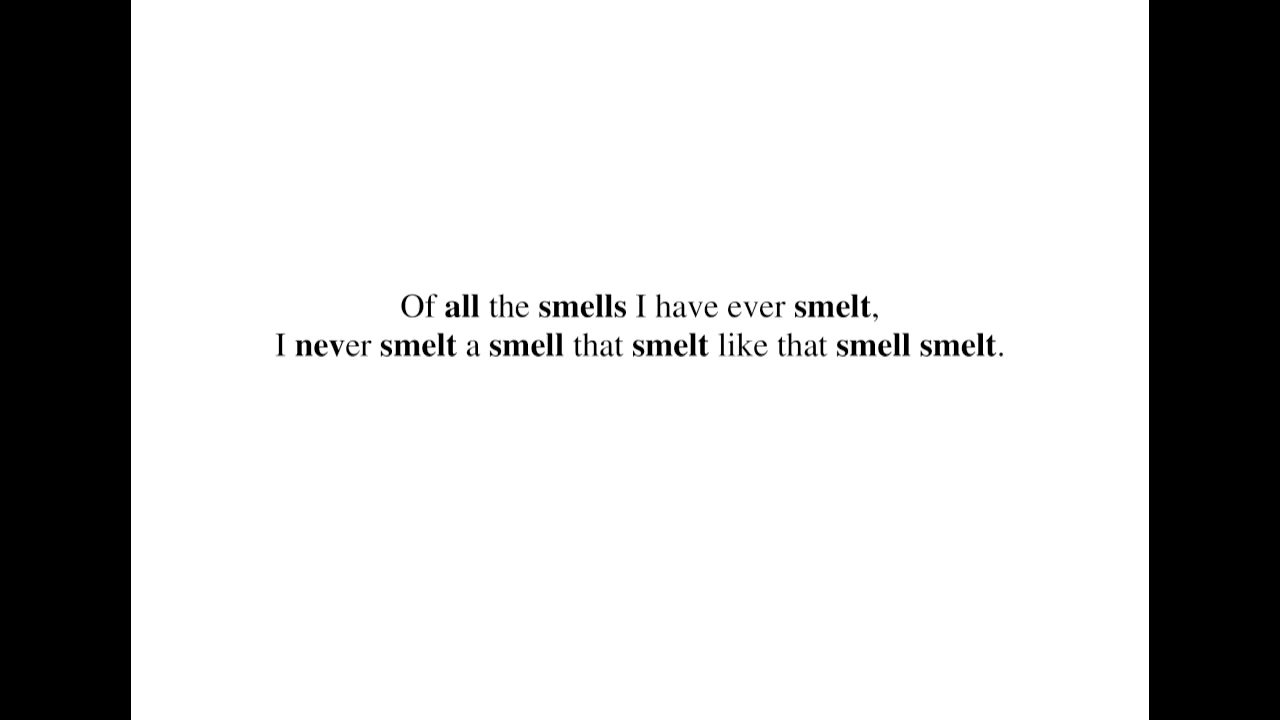 Of all the smells I have ever smelt,
I never smelt a smell that smelt like that smell smelt.